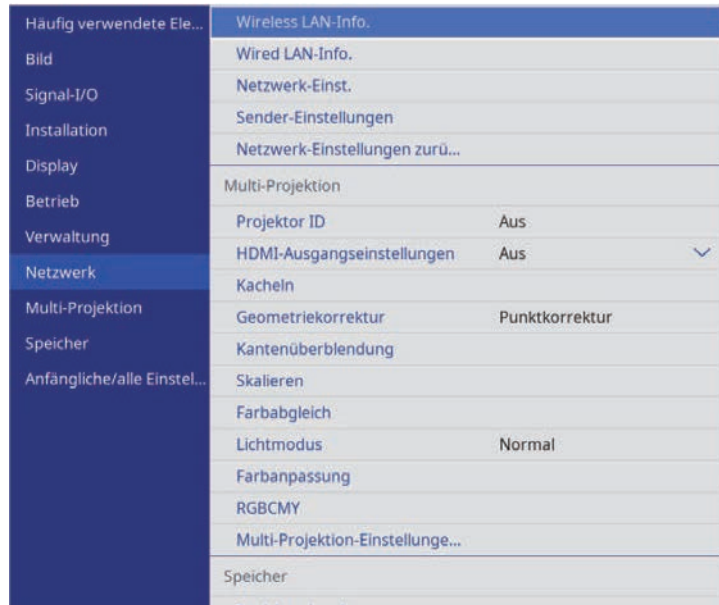 Häufig verwendete Ele...
Bild
Signal-I/O
Installation
Display
Betrieb
Verwaltung
Netzwerk
Multi-Projektion
Speicher
Anfängliche/alle Einstel...
Wireless LAN-Info.
Wired LAN-Info.
Netzwerk-Einst.
Sender-Einstellungen
Netzwerk-Einstellungen zurü...
Multi-Projektion
Projektor ID Aus
HDMI-Ausgangseinstellungen Aus
Kacheln
Geometriekorrektur Punktkorrektur
Kantenüberblendung
Skalieren
Farbabgleich
Lichtmodus Normal
Farbanpassung
RGBCMY
Multi-Projektion-Einstellunge...
Speicher